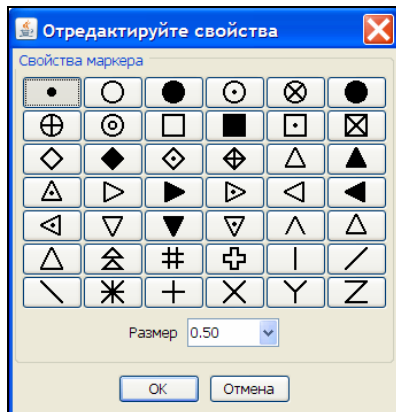 Отредактируйте свойства
Свойства маркера
Размер 0.50
OK Отмена